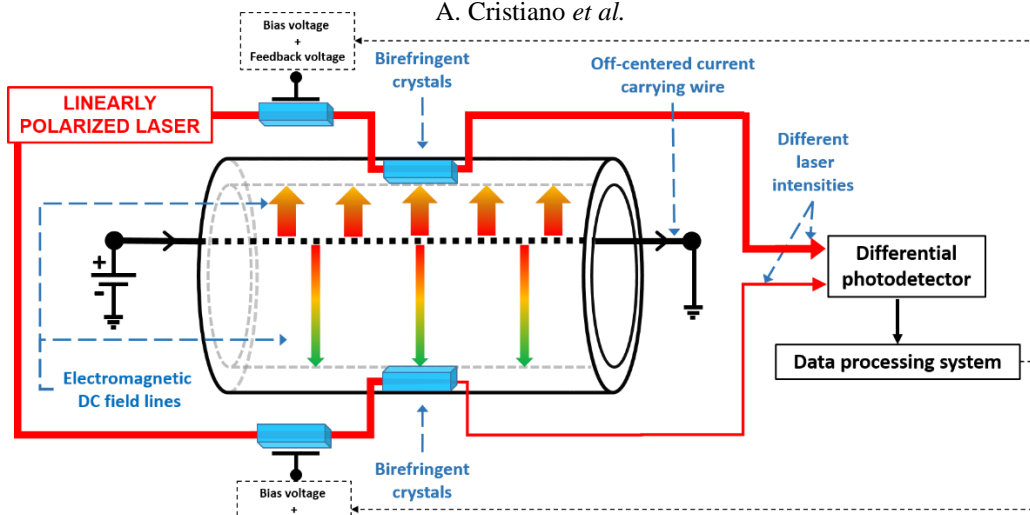 A. Cristiano et al.
Bias voltage
+
Feedback voltage
Birefringent
crystals
Off-centered current
carrying wire
LINEARLY
POLARIZED LASER
Different
laser
intensities
+
-
Differential
photodetector
Data processing system
Electromagnetic
DC field lines
Birefringent
crystals
Bias voltage
+